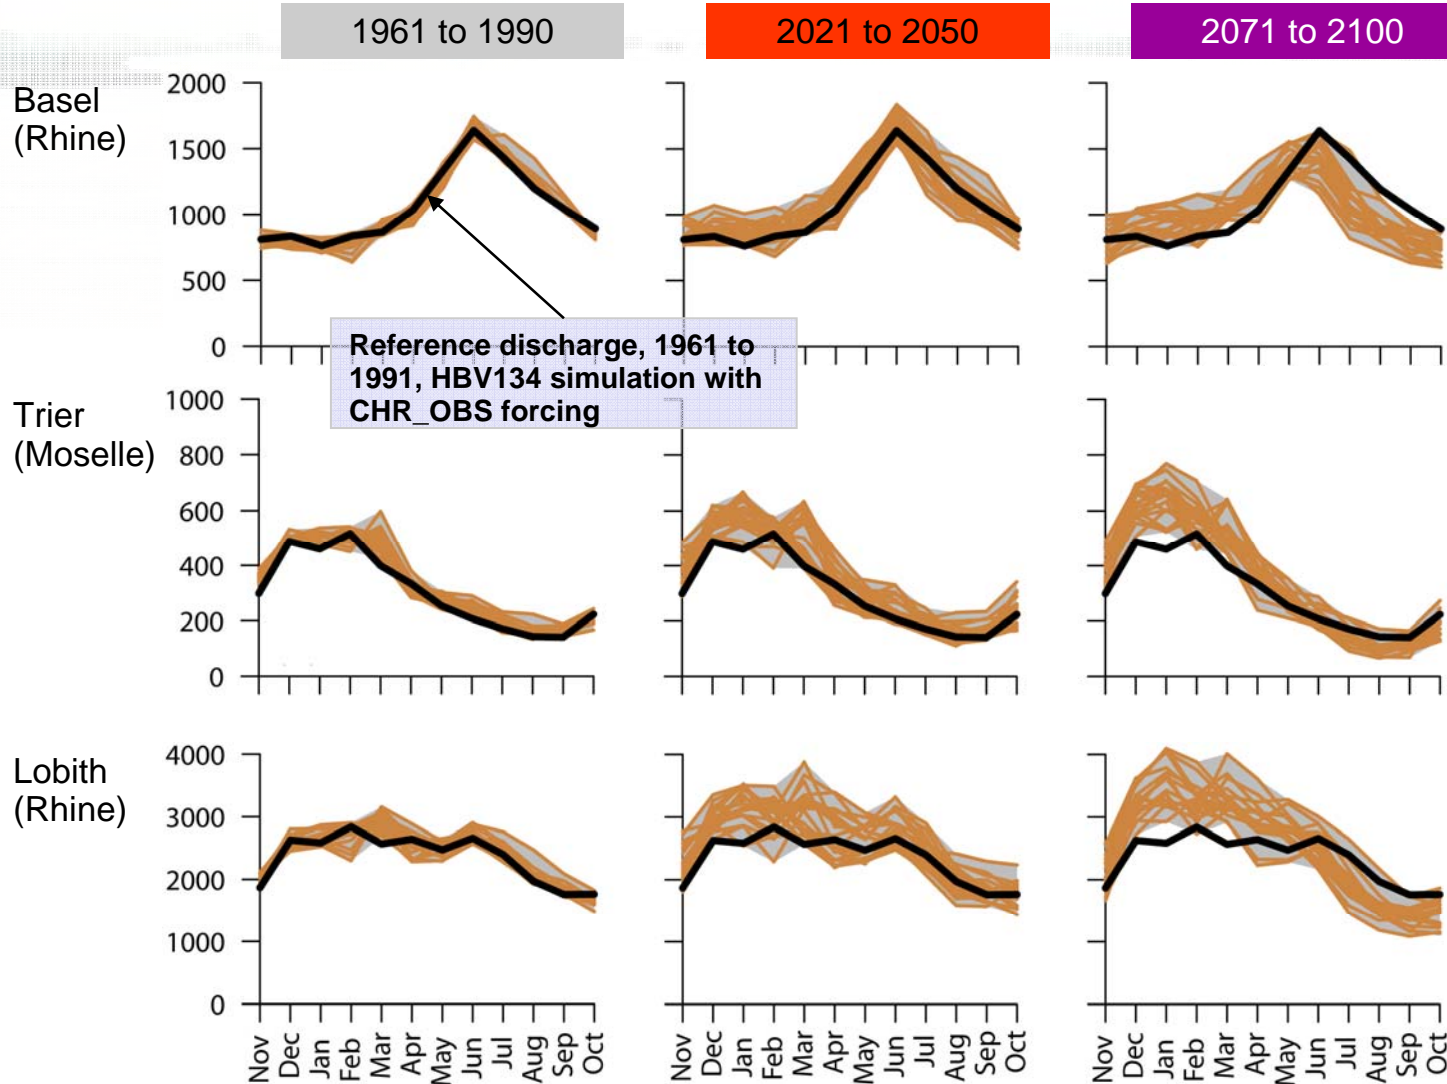 1961 to 1990
2021 to 2050
2071 to 2100
Basel
(Rhine)
2000
1500
1000
500
0
Reference discharge, 1961 to
1991, HBV134 simulation with
CHR_OBS forcing
Trier
(Moselle)
1000
800
600
400
200
0
Lobith
(Rhine)
4000
3000
2000
1000
0
Nov Dec Jan Feb Mar Apr May Jun Jul Aug Sep Oct
Nov Dec Jan Feb Mar Apr May Jun Jul Aug Sep Oct
Nov Dec Jan Feb Mar Apr May Jun Jul Aug Sep Oct